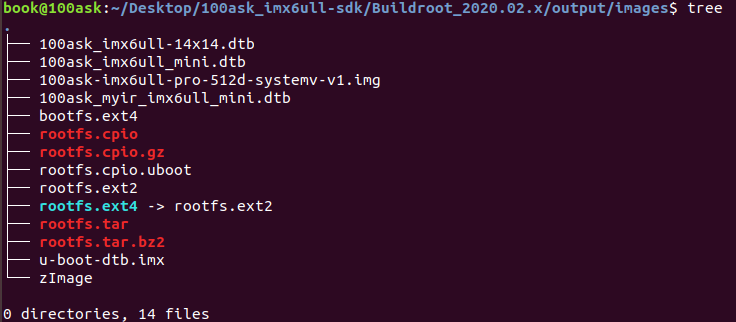 book@100ask:~/Desktop/100ask_imx6ull-sdk/Buildroot_2020.02.x/output/images$ tree
.
├── 100ask_imx6ull-14x14.dtb
├── 100ask_imx6ull_mini.dtb
├── 100ask-imx6ull-pro-512d-systemv-v1.img
├── 100ask_myir_imx6ull_mini.dtb
├── bootfs.ext4
├── rootfs.cpio
├── rootfs.cpio.gz
├── rootfs.cpio.uboot
├── rootfs.ext2
├── rootfs.ext4 -> rootfs.ext2
├── rootfs.tar
├── rootfs.tar.bz2
├── u-boot-dtb.imx
└── zImage
0 directories, 14 files